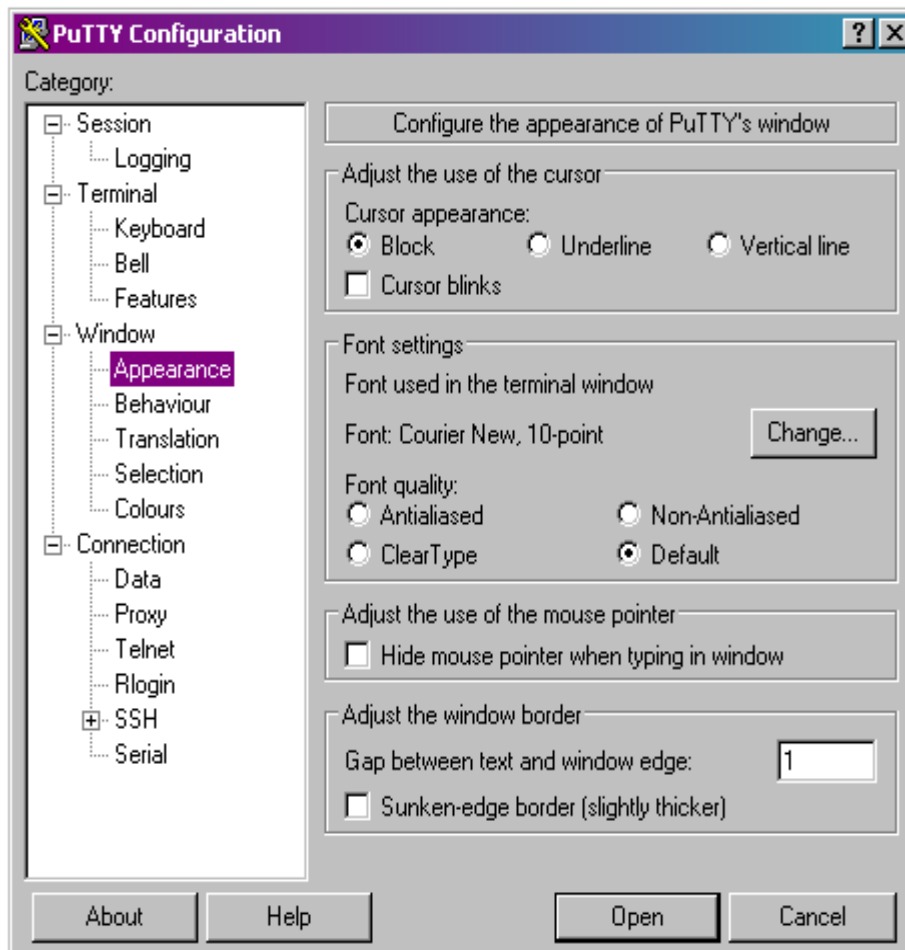 PuTTY Configuration
Category:
Session
Logging
Terminal
Keyboard
Bell
Features
Window
Appearance
Behaviour
Translation
Selection
Colours
Connection
Data
Proxy
Telnet
Rlogin
SSH
Serial
Configure the appearance of PuTTY's window
Adjust the use of the cursor
Cursor appearance:
Block Underline Vertical line
Cursor blinks
Font settings
Font used in the terminal window
Font: Courier New, 10-point Change...
Font quality:
Antialiased Non-Antialiased
ClearType Default
Adjust the use of the mouse pointer
Hide mouse pointer when typing in window
Adjust the window border
Gap between text and window edge: 1
Sunken-edge border (slightly thicker)
About Help Open Cancel